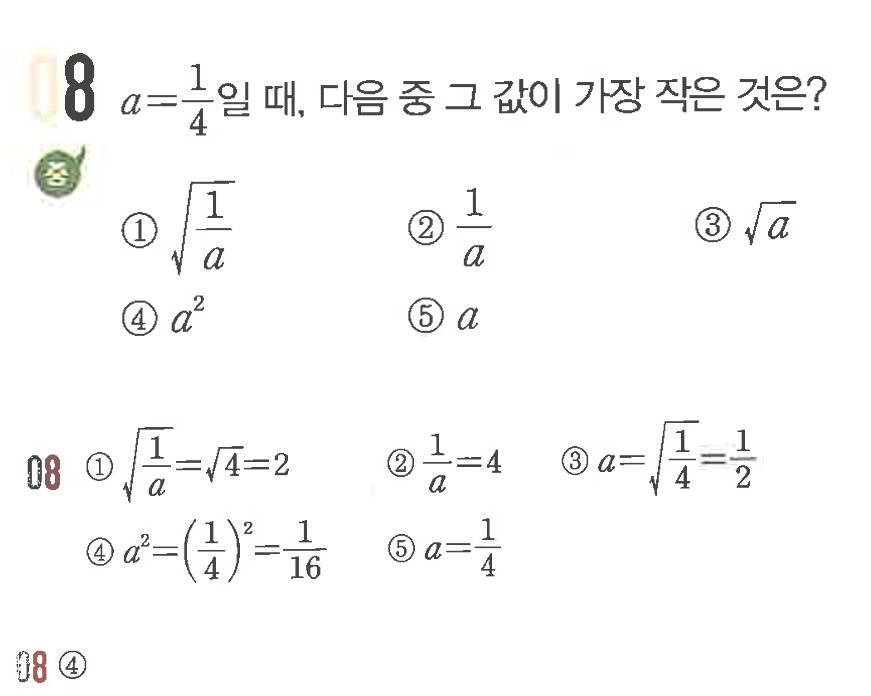 08 a=1/4일 때, 다음 중 그 값이 가장 작은 것은?
중
① √(1/a) ② 1/a ③ √a
④ a² ⑤ a
08 ① √(1/a)=√4=2 ② 1/a=4 ③ a=√(1/4)=1/2
④ a²=(1/4)²=1/16 ⑤ a=1/4
08 ④